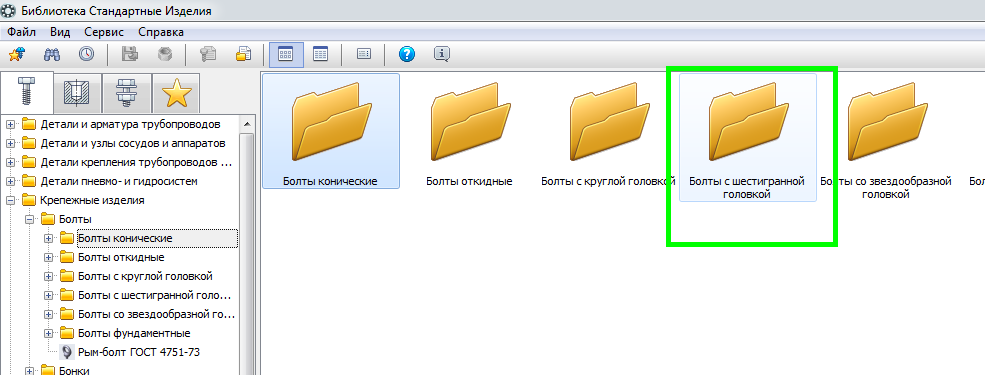 Библиотека Стандартные Изделия
Файл Вид Сервис Справка
Детали и арматура трубопроводов
Детали и узлы сосудов и аппаратов
Детали крепления трубопроводов ...
Детали пневмо- и гидросистем
Крепежные изделия
Болты
Болты конические
Болты откидные
Болты с круглой головкой
Болты с шестигранной голо...
Болты со звездообразной го...
Болты фундаментные
Рым-болт ГОСТ 4751-73
Бонки
Болты конические
Болты откидные
Болты с круглой головкой
Болты с шестигранной
головкой
Болты со звездообразной
головкой